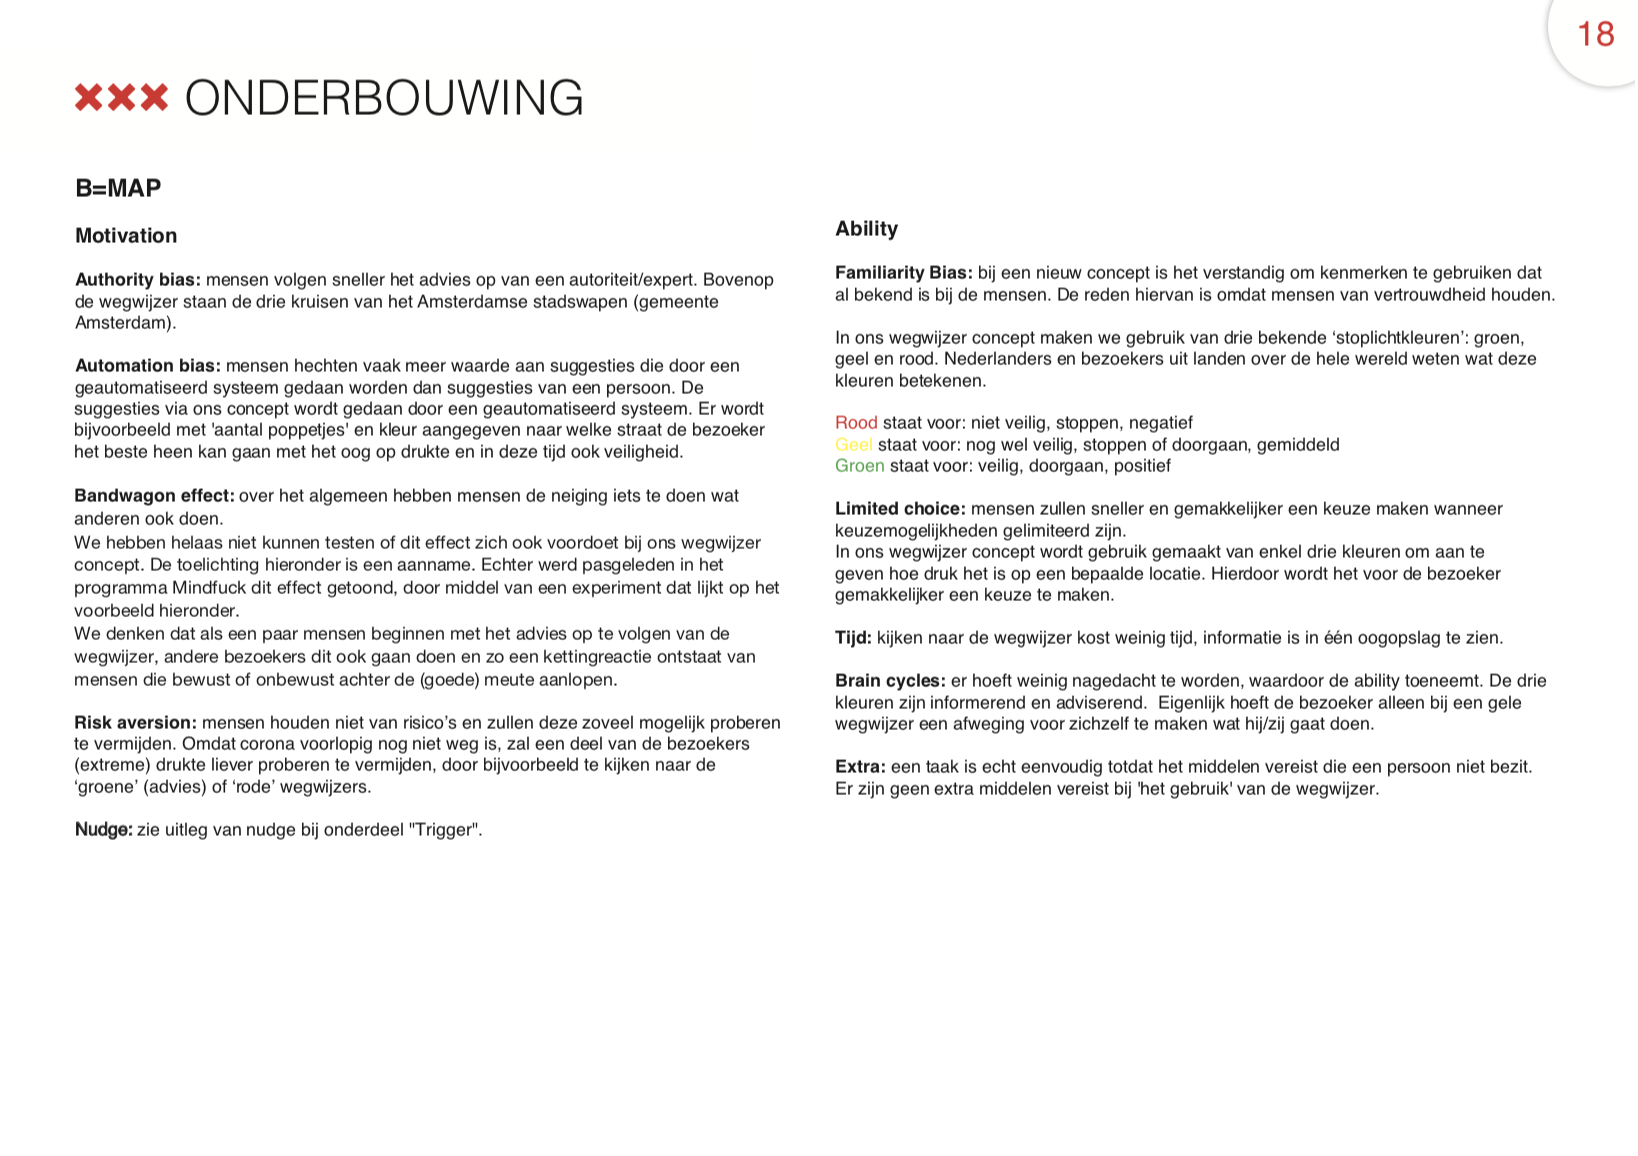 18
ONDERBOUWING
B=MAP
Motivation
Authority bias: mensen volgen sneller het advies op van een autoriteit/expert. Bovenop
de wegwijzer staan de drie kruisen van het Amsterdamse stadswapen (gemeente
Amsterdam).
Automation bias: mensen hechten vaak meer waarde aan suggesties die door een
geautomatiseerd systeem gedaan worden dan suggesties van een persoon. De
suggesties via ons concept wordt gedaan door een geautomatiseerd systeem. Er wordt
bijvoorbeeld met 'aantal poppetjes' en kleur aangegeven naar welke straat de bezoeker
het beste heen kan gaan met het oog op drukte en in deze tijd ook veiligheid.
Bandwagon effect: over het algemeen hebben mensen de neiging iets te doen wat
anderen ook doen.
We hebben helaas niet kunnen testen of dit effect zich ook voordoet bij ons wegwijzer
concept. De toelichting hieronder is een aanname. Echter werd pasgeleden in het
programma Mindfuck dit effect getoond, door middel van een experiment dat lijkt op het
voorbeeld hieronder.
We denken dat als een paar mensen beginnen met het advies op te volgen van de
wegwijzer, andere bezoekers dit ook gaan doen en zo een kettingreactie ontstaat van
mensen die bewust of onbewust achter de (goede) meute aanlopen.
Risk aversion: mensen houden niet van risico’s en zullen deze zoveel mogelijk proberen
te vermijden. Omdat corona voorlopig nog niet weg is, zal een deel van de bezoekers
(extreme) drukte liever proberen te vermijden, door bijvoorbeeld te kijken naar de
‘groene’ (advies) of ‘rode’ wegwijzers.
Nudge: zie uitleg van nudge bij onderdeel "Trigger".
Ability
Familiarity Bias: bij een nieuw concept is het verstandig om kenmerken te gebruiken dat
al bekend is bij de mensen. De reden hiervan is omdat mensen van vertrouwdheid houden.
In ons wegwijzer concept maken we gebruik van drie bekende ‘stoplichtkleuren’: groen,
geel en rood. Nederlanders en bezoekers uit landen over de hele wereld weten wat deze
kleuren betekenen.
Rood staat voor: niet veilig, stoppen, negatief
Geel staat voor: nog wel veilig, stoppen of doorgaan, gemiddeld
Groen staat voor: veilig, doorgaan, positief
Limited choice: mensen zullen sneller en gemakkelijker een keuze maken wanneer
keuzemogelijkheden gelimiteerd zijn.
In ons wegwijzer concept wordt gebruik gemaakt van enkel drie kleuren om aan te
geven hoe druk het is op een bepaalde locatie. Hierdoor wordt het voor de bezoeker
gemakkelijker een keuze te maken.
Tijd: kijken naar de wegwijzer kost weinig tijd, informatie is in één oogopslag te zien.
Brain cycles: er hoeft weinig nagedacht te worden, waardoor de ability toeneemt. De drie
kleuren zijn informerend en adviserend.  Eigenlijk hoeft de bezoeker alleen bij een gele
wegwijzer een afweging voor zichzelf te maken wat hij/zij gaat doen.
Extra: een taak is echt eenvoudig totdat het middelen vereist die een persoon niet bezit.
Er zijn geen extra middelen vereist bij 'het gebruik' van de wegwijzer.